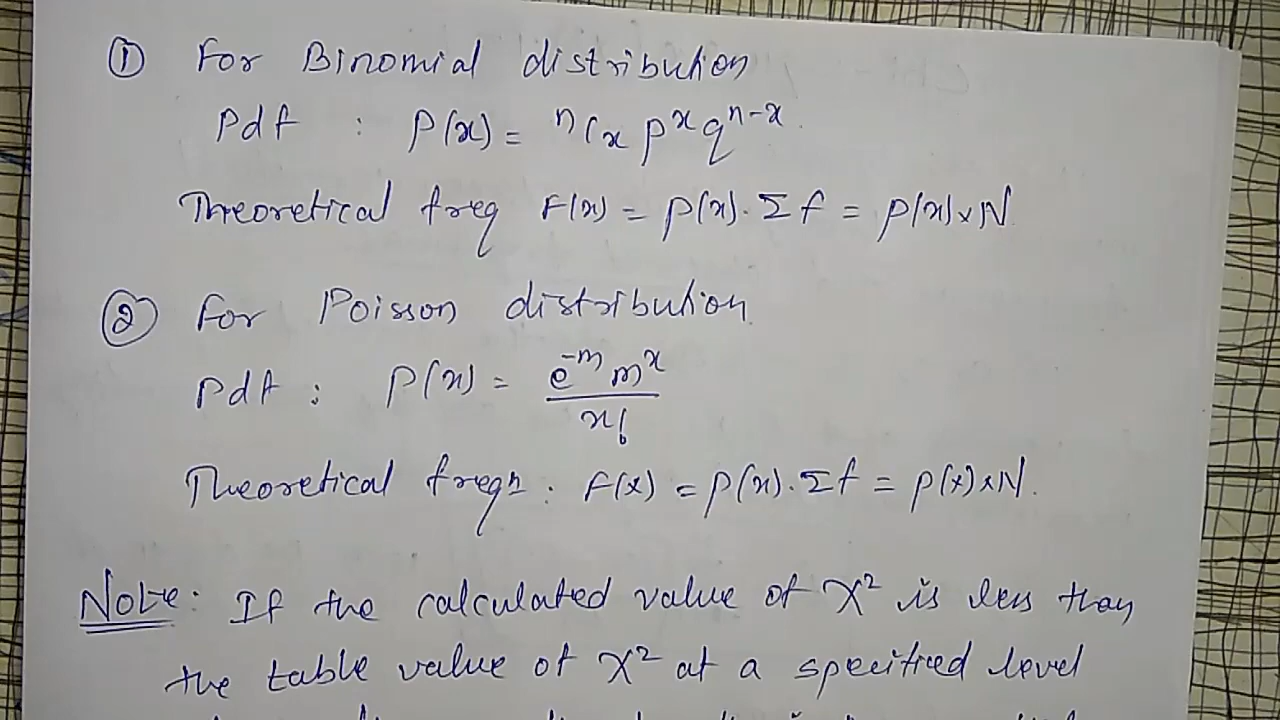 ① For Binomial distribution
pdf : P(x) = ⁿCₓ pˣ qⁿ⁻ˣ
Theoretical freq F(x) = p(x). Σf = p(x) x N.
② For Poisson distribution.
pdf : P(x) = e⁻ᵐ mˣ / x!
Theoretical freqⁿ. F(x) = p(x). Σf = p(x) x N.
Note: If the calculated value of χ² is less than
the table value of χ² at a specified level